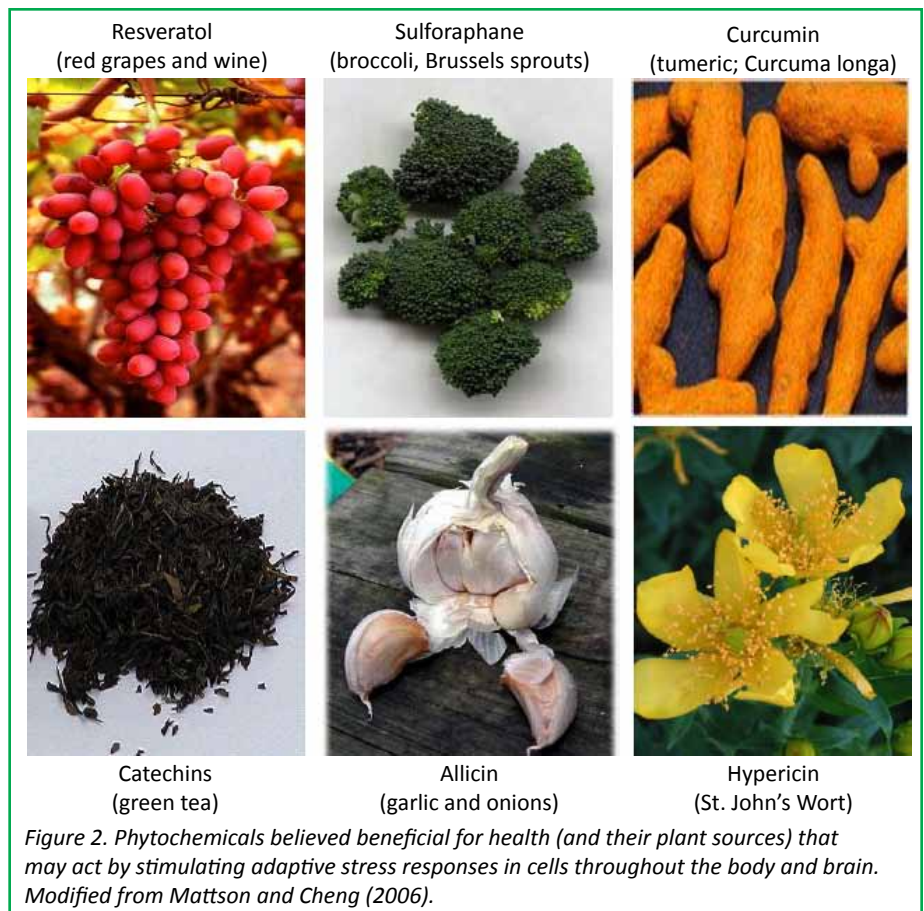 Resveratol
(red grapes and wine)
Sulforaphane
(broccoli, Brussels sprouts)
Curcumin
(tumeric; Curcuma longa)
Catechins
(green tea)
Allicin
(garlic and onions)
Hypericin
(St. John’s Wort)
Figure 2. Phytochemicals believed beneficial for health (and their plant sources) that
may act by stimulating adaptive stress responses in cells throughout the body and brain.
Modified from Mattson and Cheng (2006).